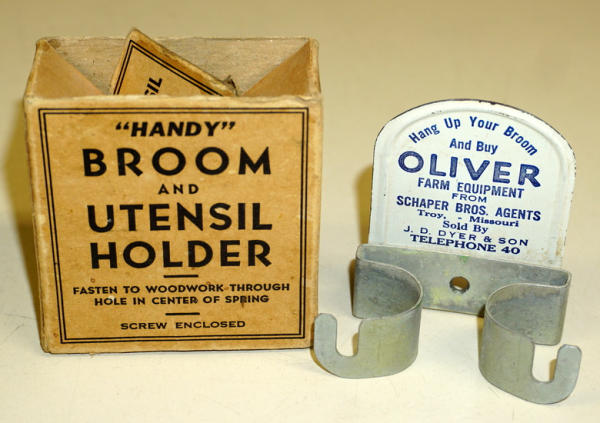 "HANDY"
BROOM
AND
UTENSIL
HOLDER
FASTEN TO WOODWORK THROUGH
HOLE IN CENTER OF SPRING
SCREW ENCLOSED
Hang Up Your Broom
And Buy
OLIVER
FARM EQUIPMENT
FROM
SCHAPER BROS. AGENTS
Troy, - Missouri
Sold By
J. D. DYER & SON
TELEPHONE 40